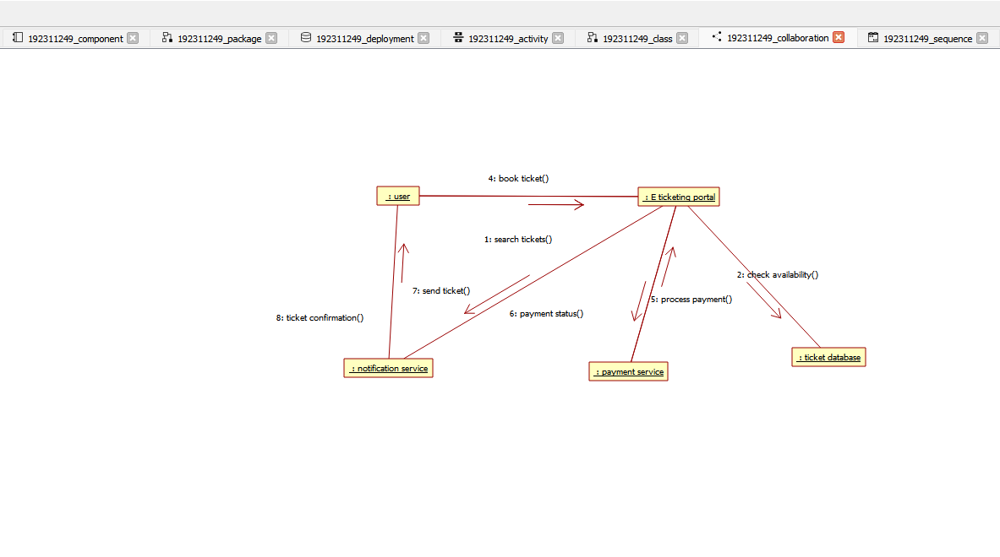 192311249_component
192311249_package
192311249_deployment
192311249_activity
192311249_class
192311249_collaboration
192311249_sequence
4: book ticket()
: user
: E ticketing portal
1: search tickets()
2: check availability()
7: send ticket()
5: process payment()
6: payment status()
8: ticket confirmation()
: ticket database
: notification service
: payment service